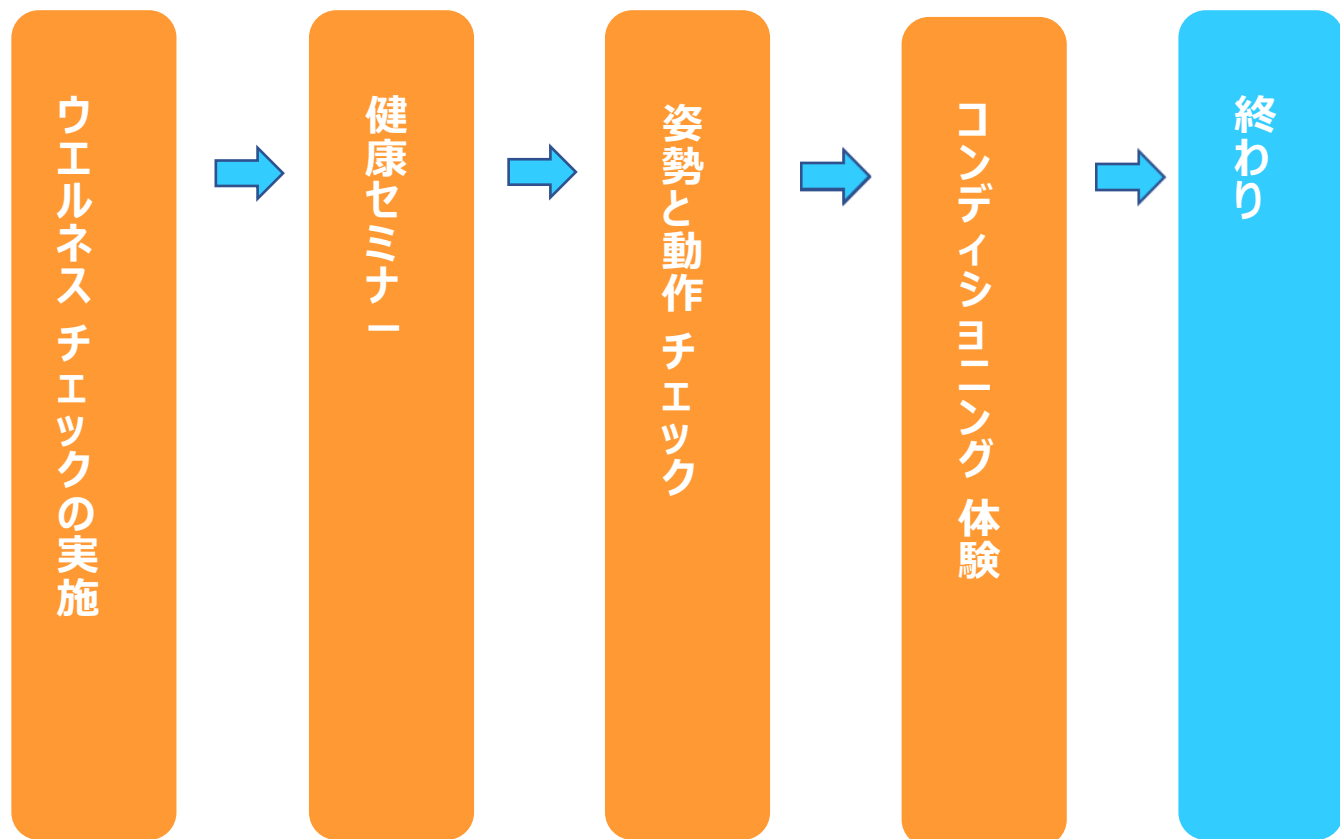 ウエルネス チェックの実施
健康セミナー
姿勢と動作 チェック
コンディショニング 体験
終わり